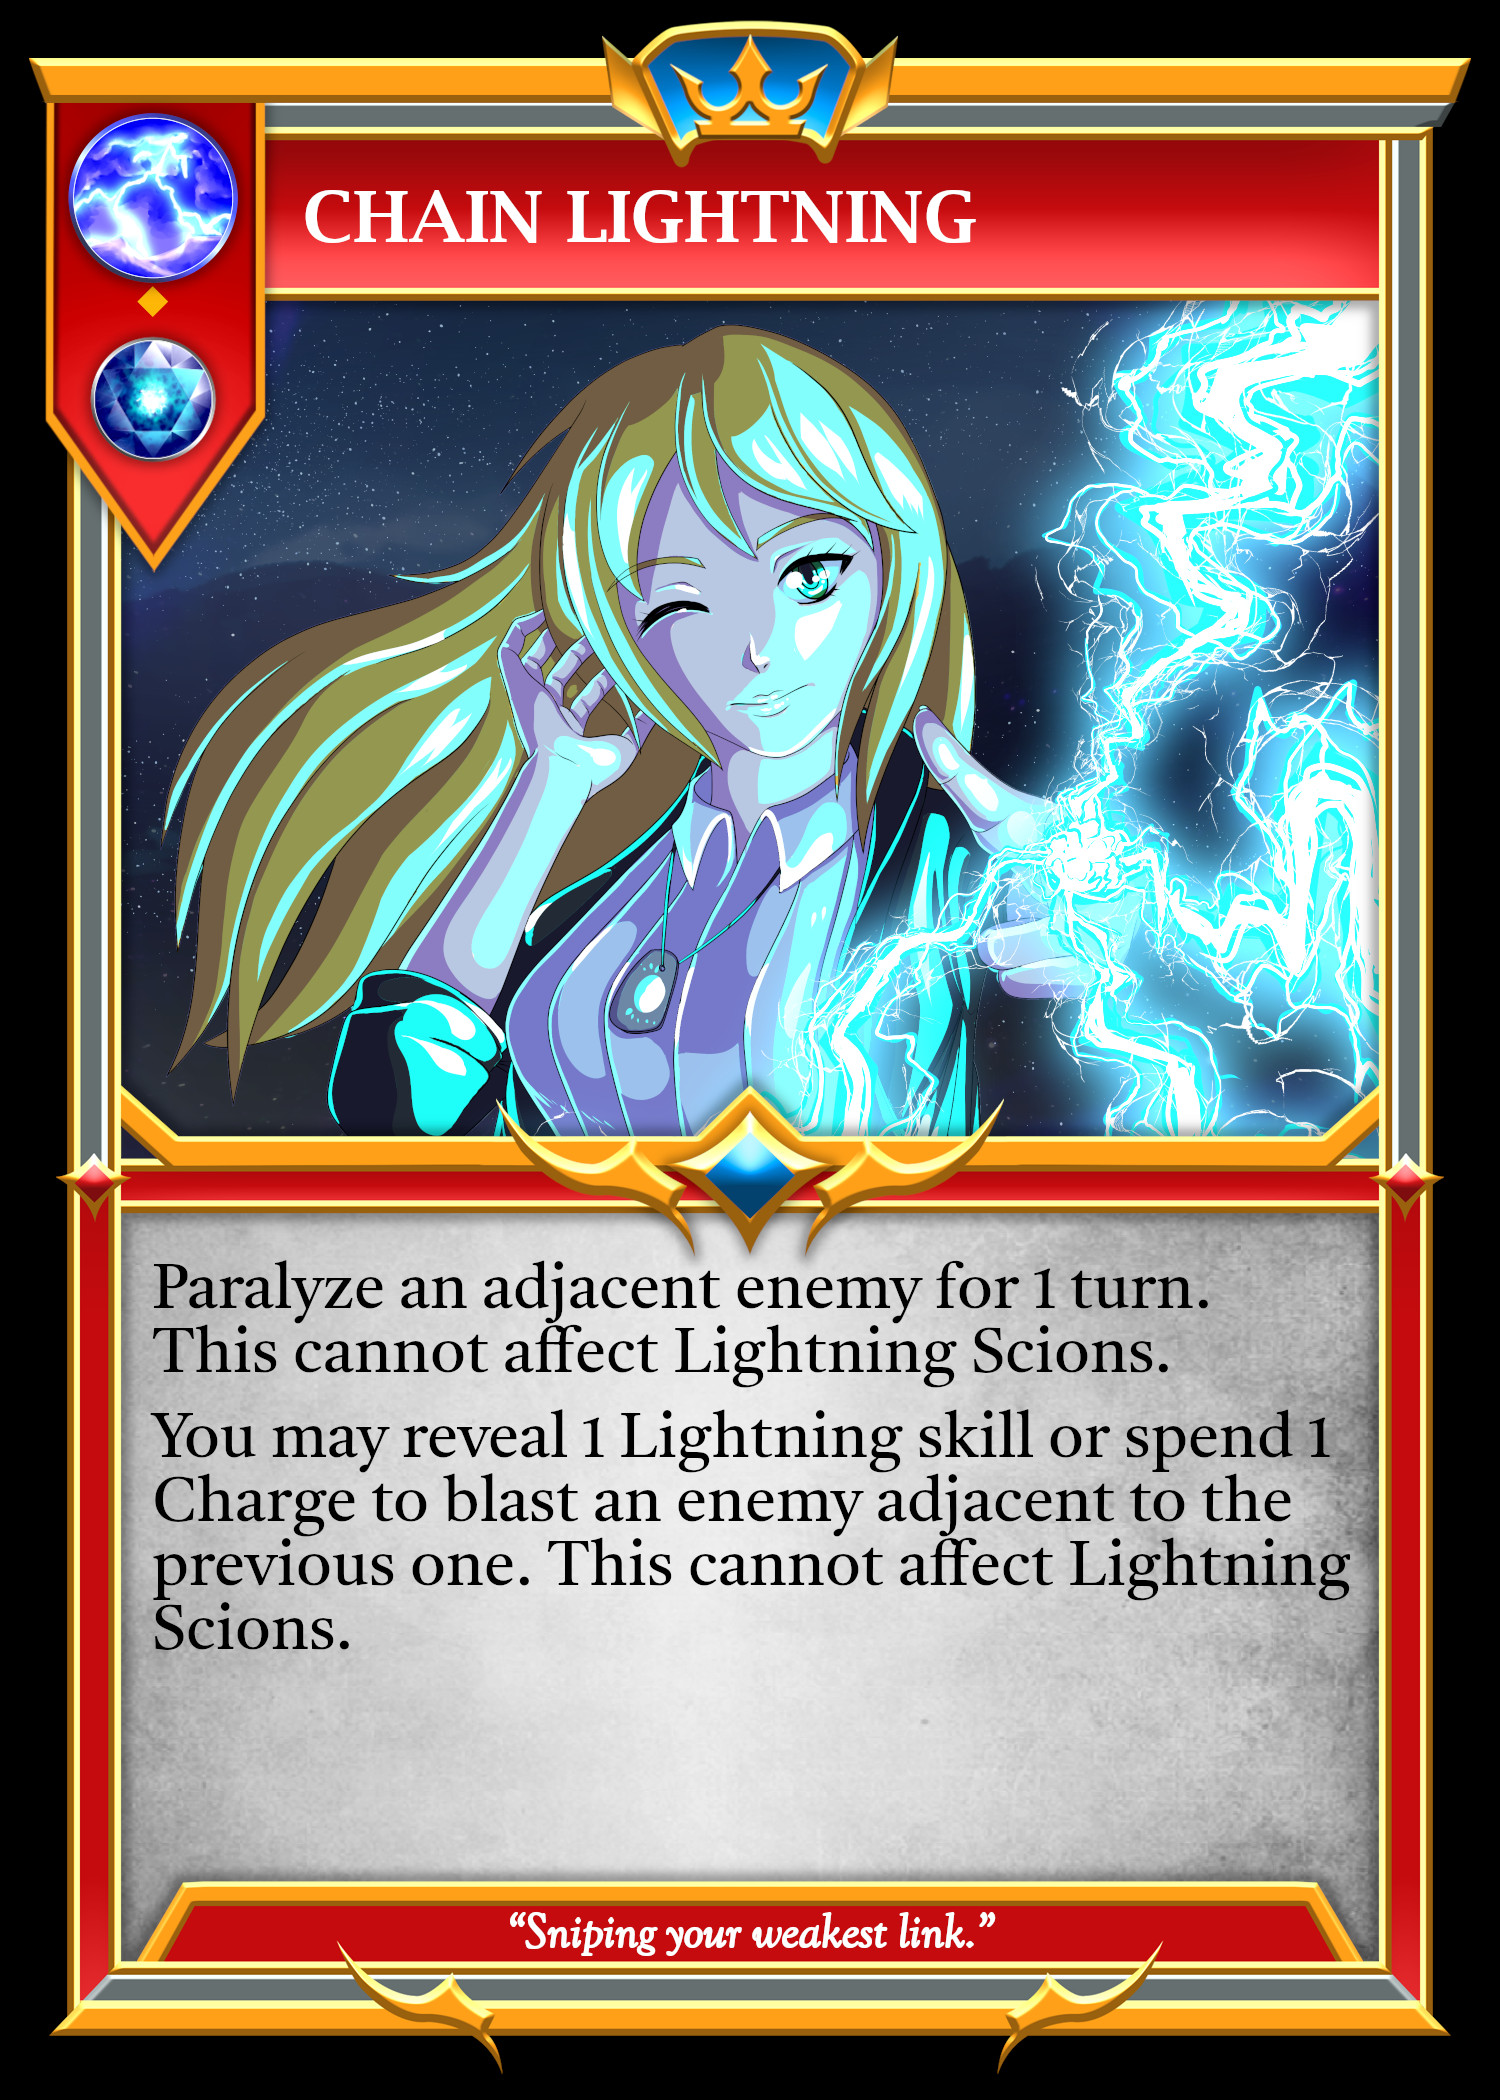 CHAIN LIGHTNING
Paralyze an adjacent enemy for 1 turn.
This cannot affect Lightning Scions.
You may reveal 1 Lightning skill or spend 1
Charge to blast an enemy adjacent to the
previous one. This cannot affect Lightning
Scions.
“Sniping your weakest link.”